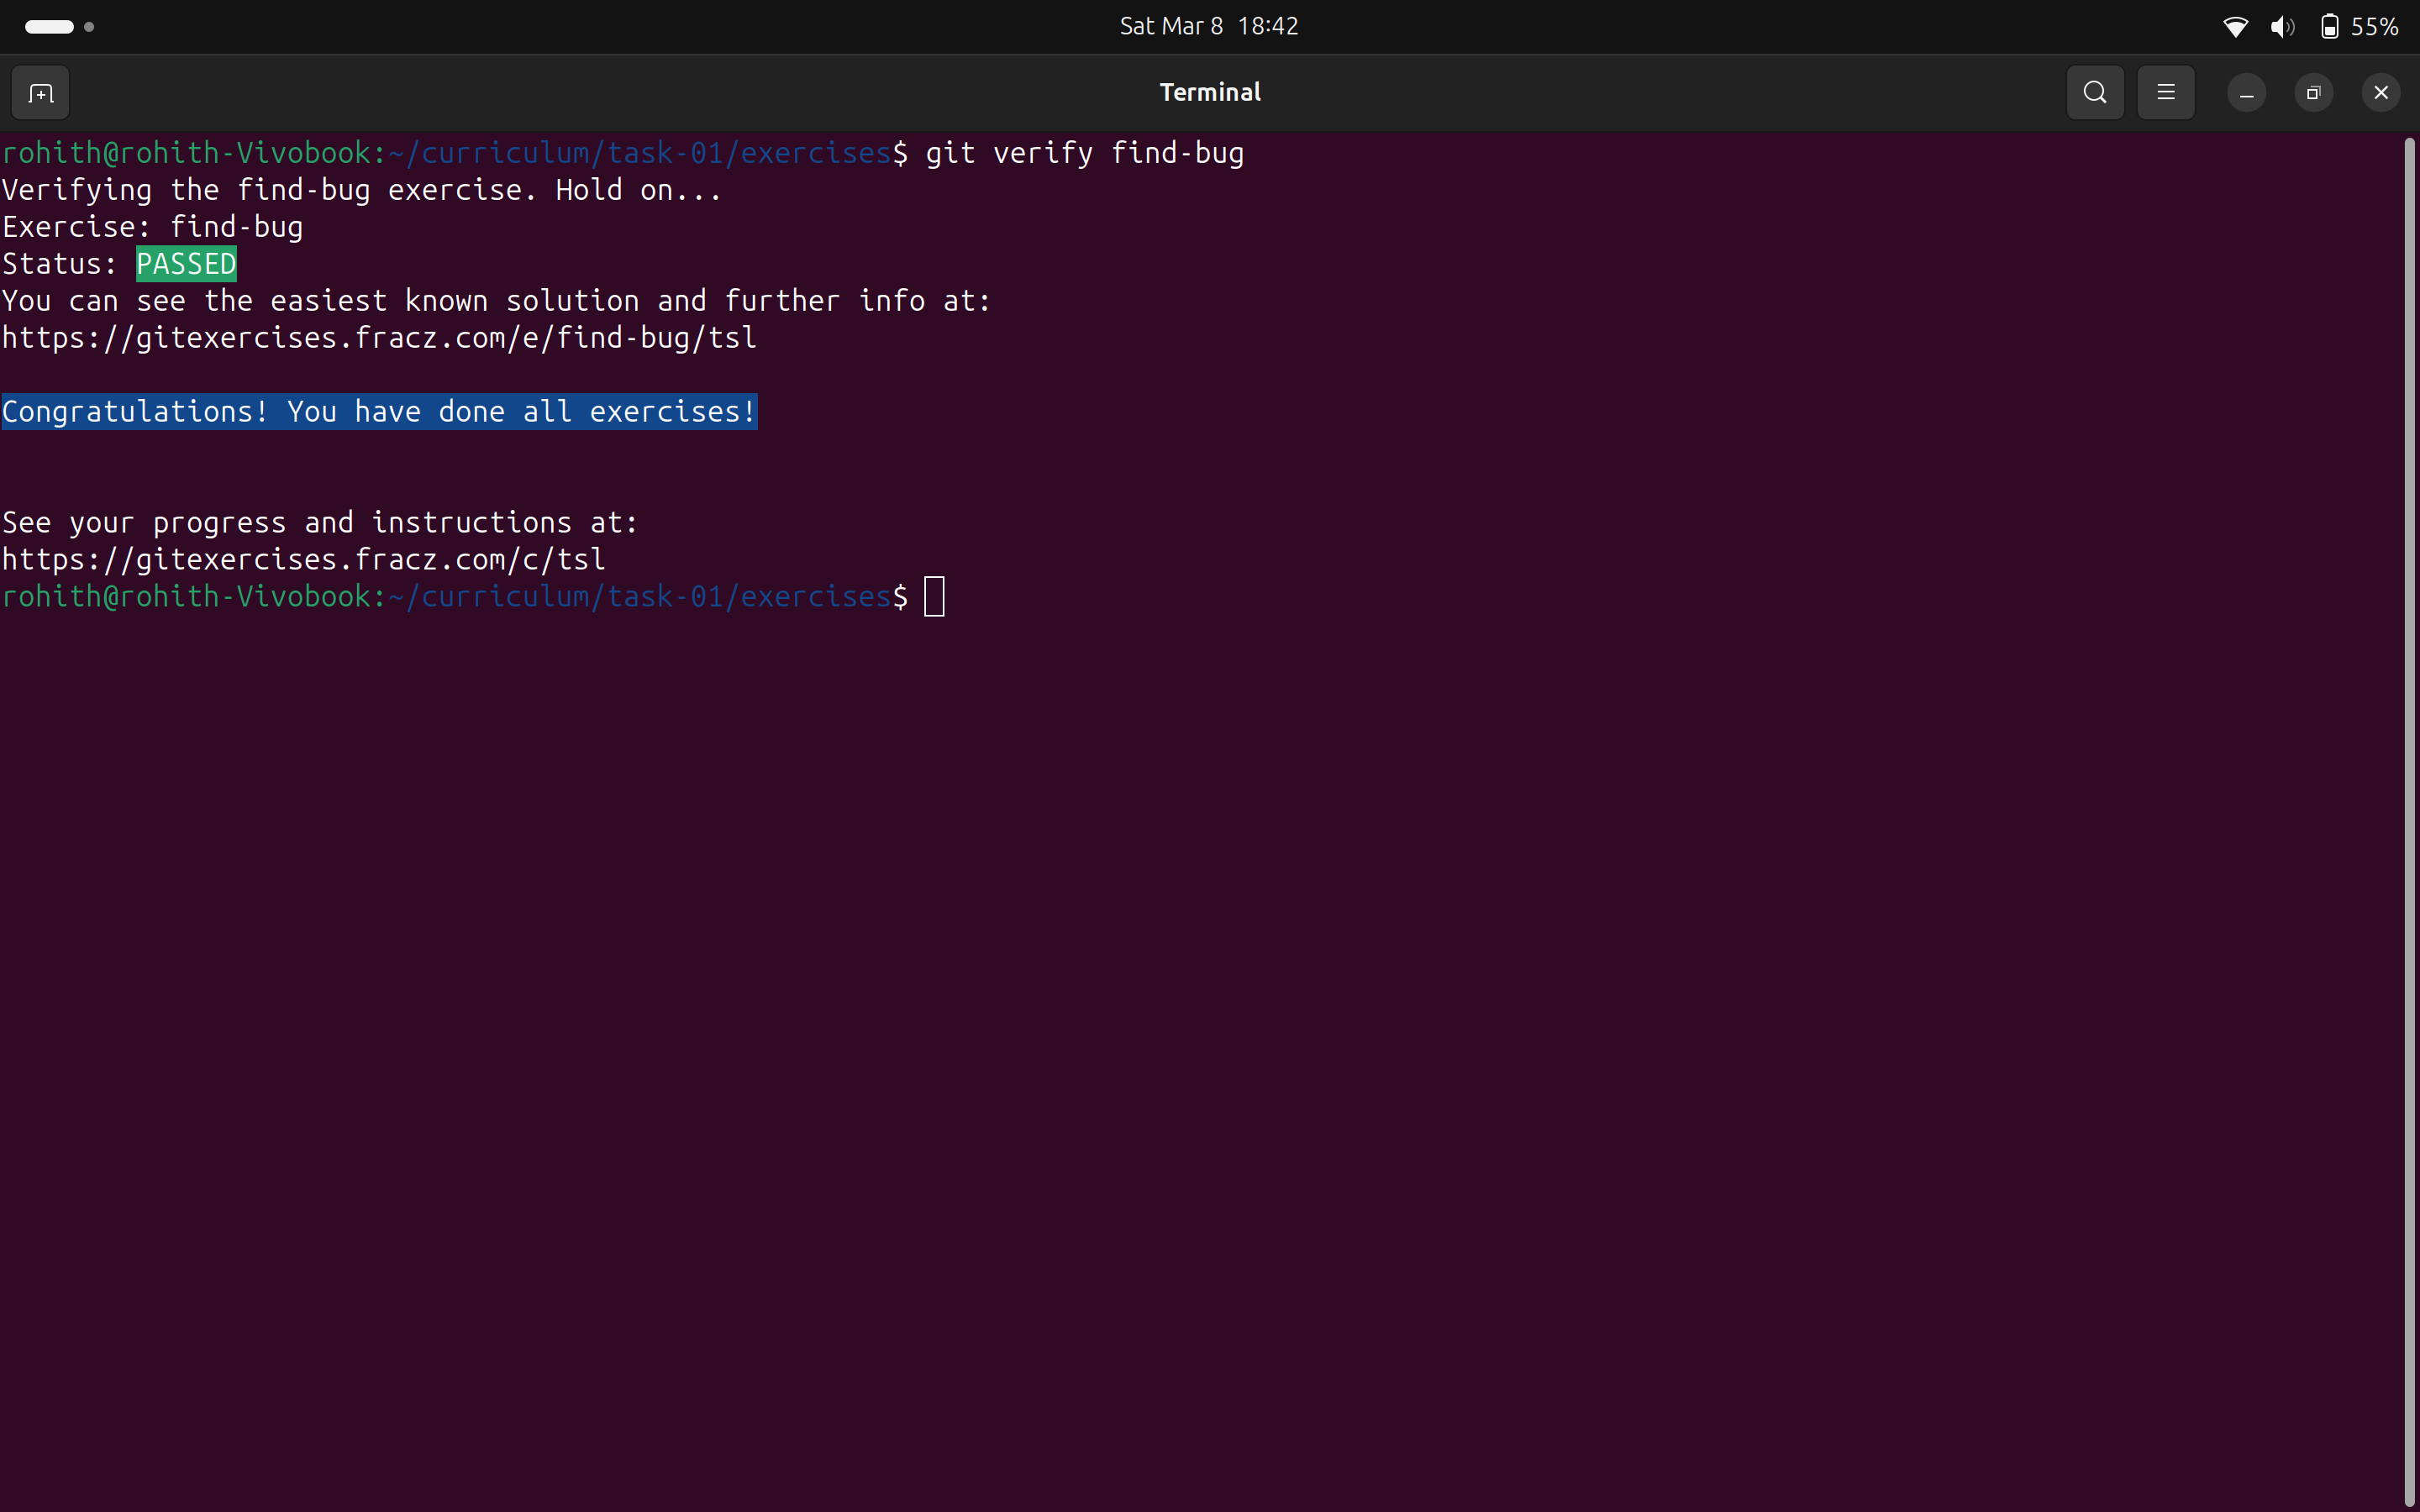 Sat Mar 8 18:42
55%
Terminal
rohith@rohith-Vivobook:~/curriculum/task-01/exercises$ git verify find-bug
Verifying the find-bug exercise. Hold on...
Exercise: find-bug
Status: PASSED
You can see the easiest known solution and further info at:
https://gitexercises.fracz.com/e/find-bug/tsl
Congratulations! You have done all exercises!
See your progress and instructions at:
https://gitexercises.fracz.com/c/tsl
rohith@rohith-Vivobook:~/curriculum/task-01/exercises$